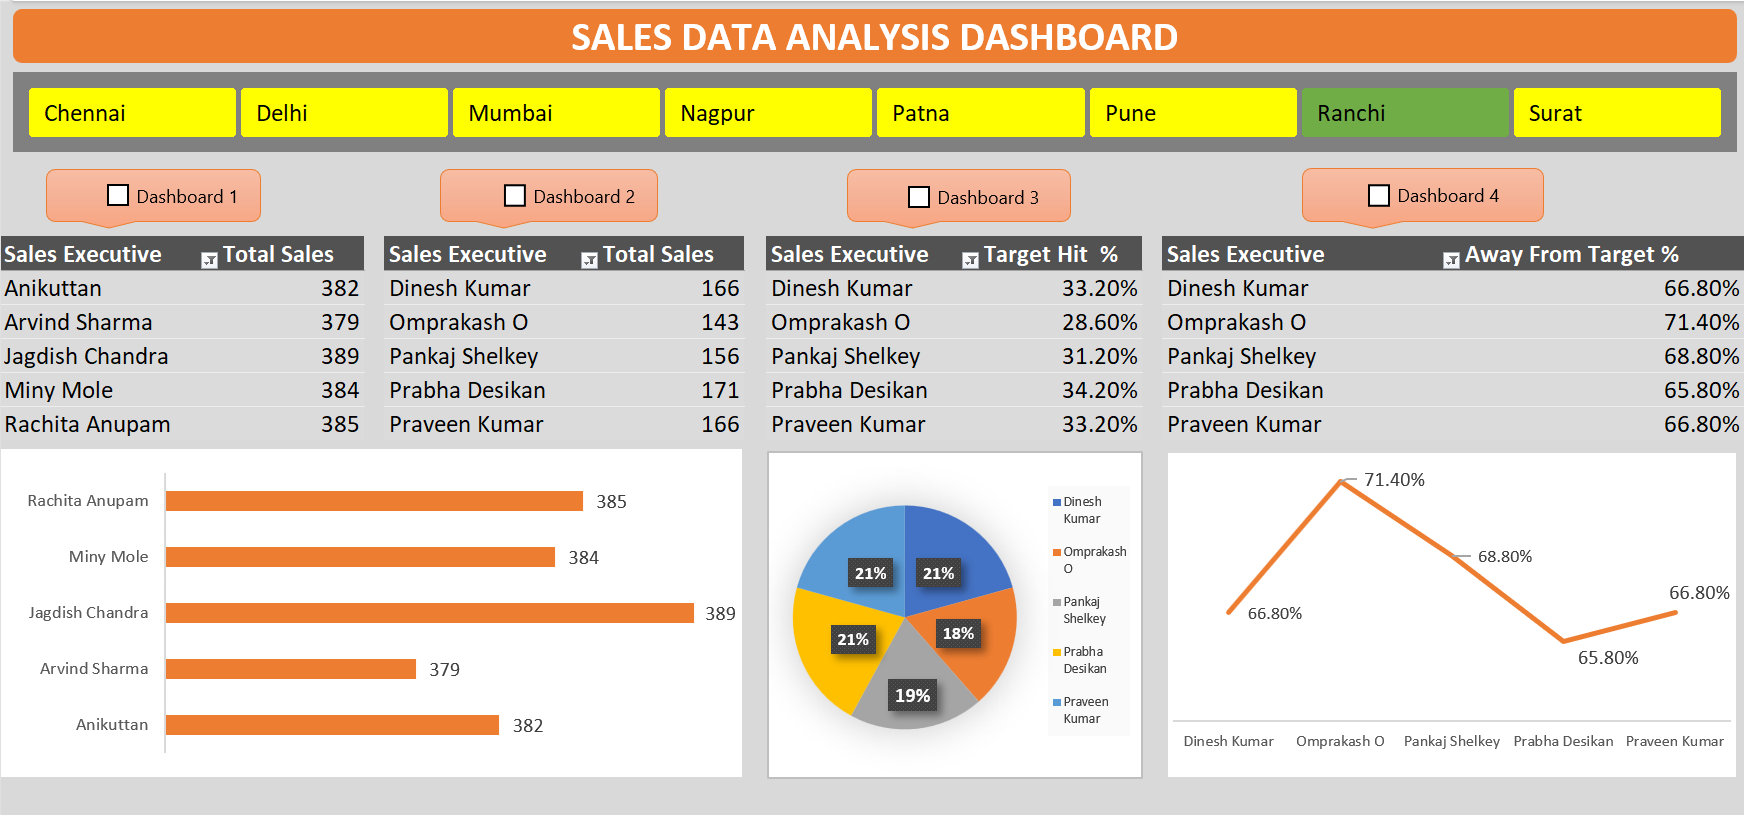 SALES DATA ANALYSIS DASHBOARD
Chennai Delhi Mumbai Nagpur Patna Pune Ranchi Surat
Dashboard 1 Dashboard 2 Dashboard 3 Dashboard 4
Sales Executive Total Sales Sales Executive Total Sales Sales Executive Target Hit % Sales Executive Away From Target %
Anikuttan 382 Dinesh Kumar 166 Dinesh Kumar 33.20% Dinesh Kumar 66.80%
Arvind Sharma 379 Omprakash O 143 Omprakash O 28.60% Omprakash O 71.40%
Jagdish Chandra 389 Pankaj Shelkey 156 Pankaj Shelkey 31.20% Pankaj Shelkey 68.80%
Miny Mole 384 Prabha Desikan 171 Prabha Desikan 34.20% Prabha Desikan 65.80%
Rachita Anupam 385 Praveen Kumar 166 Praveen Kumar 33.20% Praveen Kumar 66.80%
Rachita Anupam 385
Miny Mole 384
Jagdish Chandra 389
Arvind Sharma 379
Anikuttan 382
21% 21%
18%
21%
19%
Dinesh
Kumar
Omprakash
O
Pankaj
Shelkey
Prabha
Desikan
Praveen
Kumar
71.40%
68.80%
66.80%
66.80%
65.80%
Dinesh Kumar Omprakash O Pankaj Shelkey Prabha Desikan Praveen Kumar